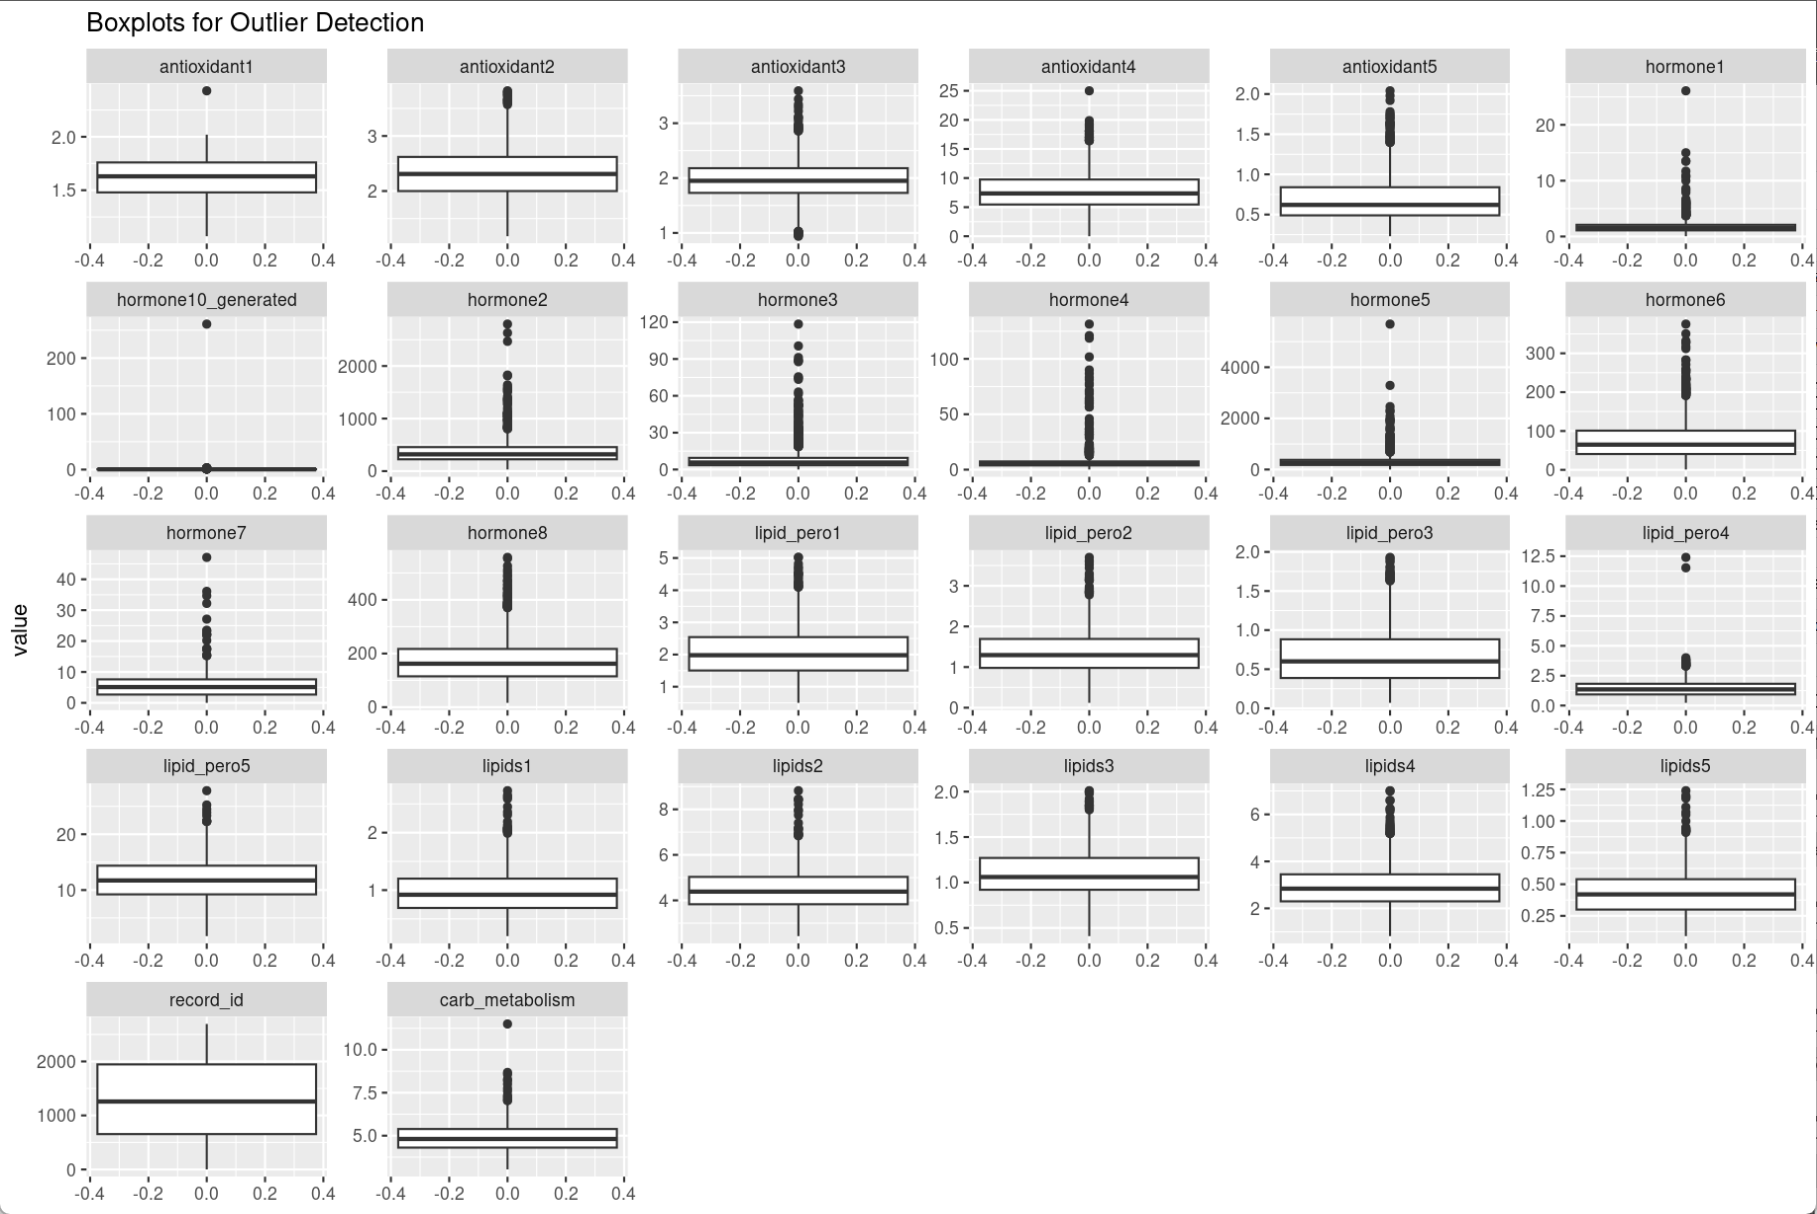 Boxplots for Outlier Detection
antioxidant1 antioxidant2 antioxidant3 antioxidant4 antioxidant5 hormone1
2.0 1.5
3 2
3 2 1
25 20 15 10 5 0
2.0 1.5 1.0 0.5
20 10 0
-0.4 -0.2 0.0 0.2 0.4 -0.4 -0.2 0.0 0.2 0.4 -0.4 -0.2 0.0 0.2 0.4 -0.4 -0.2 0.0 0.2 0.4 -0.4 -0.2 0.0 0.2 0.4 -0.4 -0.2 0.0 0.2 0.4
hormone10_generated hormone2 hormone3 hormone4 hormone5 hormone6
200 100 0
2000 1000 0
120 90 60 30 0
100 50 0
4000 2000 0
300 200 100 0
-0.4 -0.2 0.0 0.2 0.4 -0.4 -0.2 0.0 0.2 0.4 -0.4 -0.2 0.0 0.2 0.4 -0.4 -0.2 0.0 0.2 0.4 -0.4 -0.2 0.0 0.2 0.4 -0.4 -0.2 0.0 0.2 0.4
hormone7 hormone8 lipid_pero1 lipid_pero2 lipid_pero3 lipid_pero4
value
40 30 20 10 0
400 200 0
5 4 3 2 1
3 2 1 0
2.0 1.5 1.0 0.5 0.0
12.5 10.0 7.5 5.0 2.5 0.0
-0.4 -0.2 0.0 0.2 0.4 -0.4 -0.2 0.0 0.2 0.4 -0.4 -0.2 0.0 0.2 0.4 -0.4 -0.2 0.0 0.2 0.4 -0.4 -0.2 0.0 0.2 0.4 -0.4 -0.2 0.0 0.2 0.4
lipid_pero5 lipids1 lipids2 lipids3 lipids4 lipids5
20 10
2 1
8 6 4
2.0 1.5 1.0 0.5
6 4 2
1.25 1.00 0.75 0.50 0.25
-0.4 -0.2 0.0 0.2 0.4 -0.4 -0.2 0.0 0.2 0.4 -0.4 -0.2 0.0 0.2 0.4 -0.4 -0.2 0.0 0.2 0.4 -0.4 -0.2 0.0 0.2 0.4 -0.4 -0.2 0.0 0.2 0.4
record_id carb_metabolism
2000 1000 0
10.0 7.5 5.0
-0.4 -0.2 0.0 0.2 0.4 -0.4 -0.2 0.0 0.2 0.4